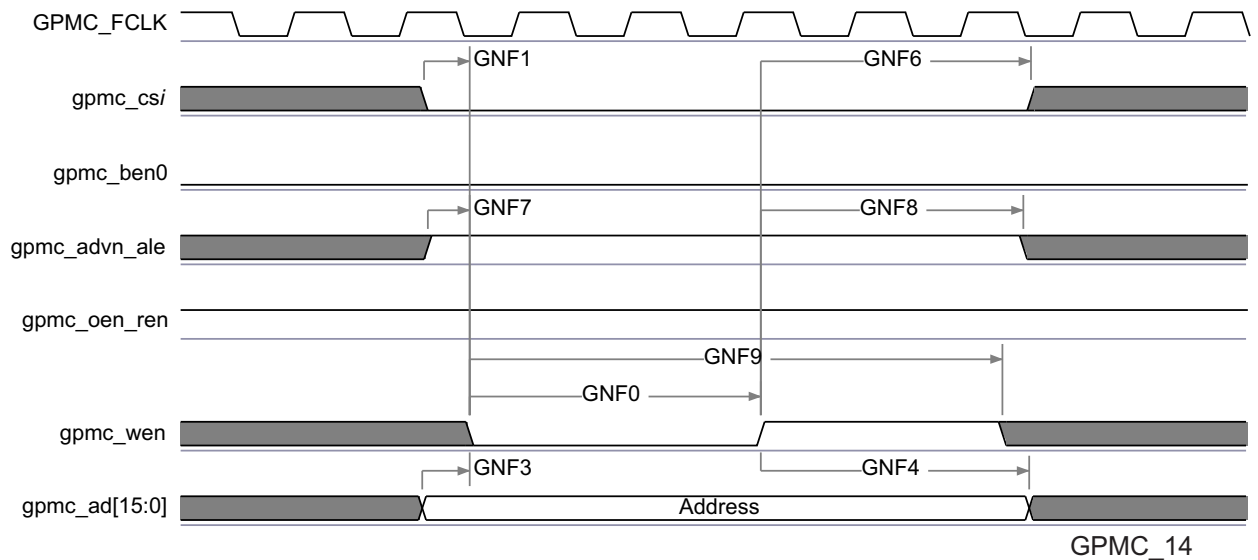 GPMC_FCLK
GNF1
GNF6
gpmc_csi
gpmc_ben0
GNF7
GNF8
gpmc_advn_ale
gpmc_oen_ren
GNF9
GNF0
gpmc_wen
GNF3
GNF4
gpmc_ad[15:0]
Address
GPMC_14